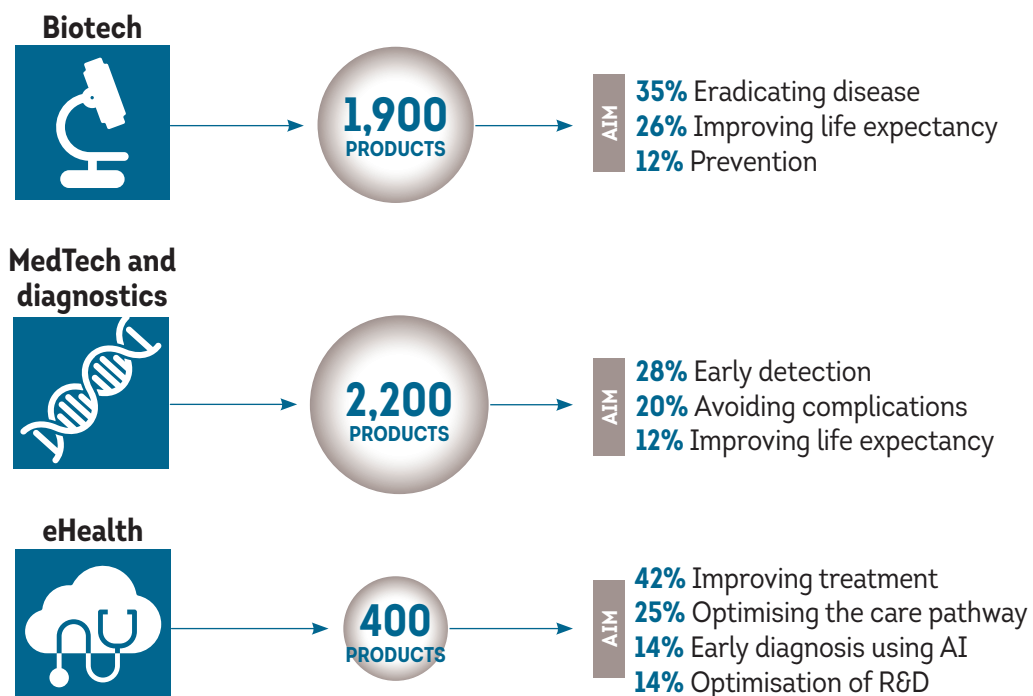 Biotech
1,900
PRODUCTS
AIM
35% Eradicating disease
26% Improving life expectancy
12% Prevention
MedTech and
diagnostics
2,200
PRODUCTS
AIM
28% Early detection
20% Avoiding complications
12% Improving life expectancy
eHealth
400
PRODUCTS
AIM
42% Improving treatment
25% Optimising the care pathway
14% Early diagnosis using AI
14% Optimisation of R&D